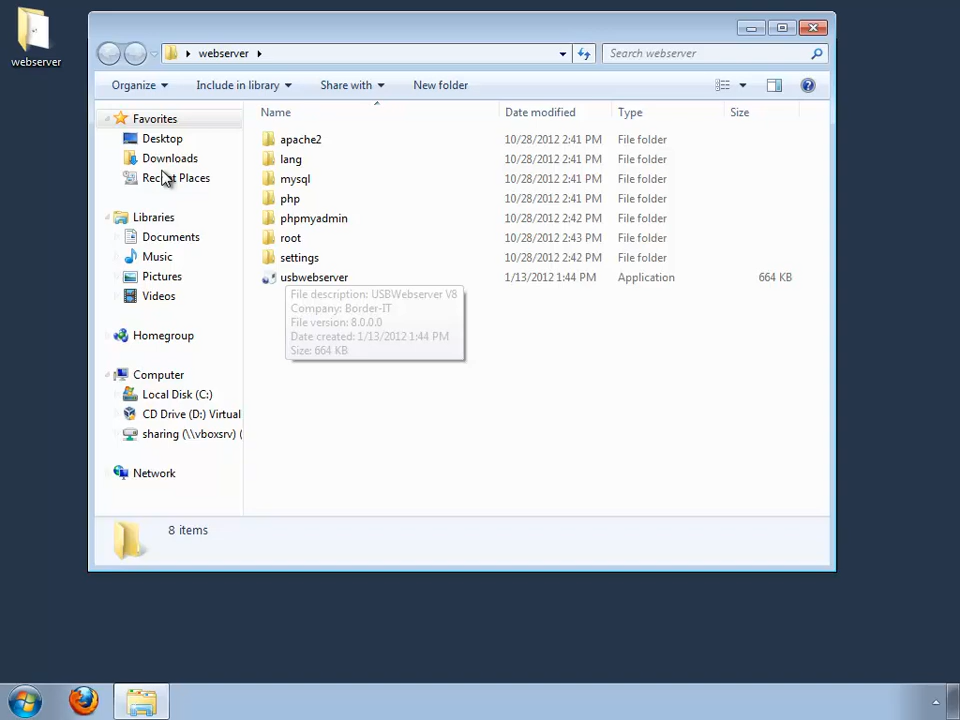 webserver
webserver
Search webserver
Organize
Include in library
Share with
New folder
Name
Date modified
Type
Size
Favorites
Desktop
Downloads
Recent Places
Libraries
Documents
Music
Pictures
Videos
Homegroup
Computer
Local Disk (C:)
CD Drive (D:) Virtual
sharing (\\vboxsrv) (
Network
apache2 10/28/2012 2:41 PM File folder
lang 10/28/2012 2:41 PM File folder
mysql 10/28/2012 2:41 PM File folder
php 10/28/2012 2:41 PM File folder
phpmyadmin 10/28/2012 2:42 PM File folder
root 10/28/2012 2:43 PM File folder
settings 10/28/2012 2:42 PM File folder
usbwebserver 1/13/2012 1:44 PM Application 664 KB
File description: USBWebserver V8
Company: Border-IT
File version: 8.0.0.0
Date created: 1/13/2012 1:44 PM
Size: 664 KB
8 items